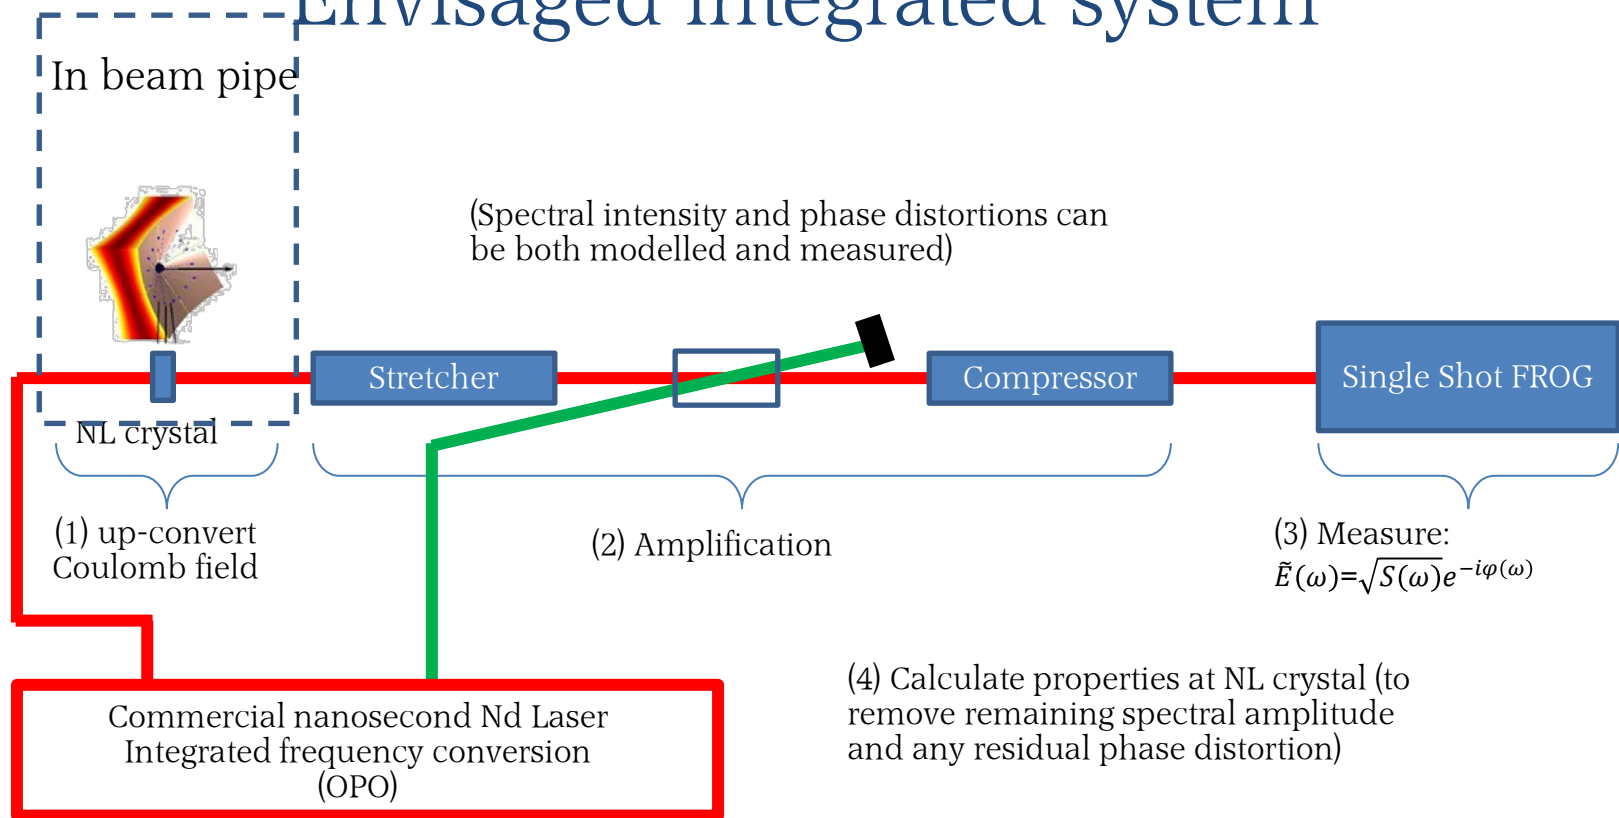 Envisaged integrated system
In beam pipe
(Spectral intensity and phase distortions can
be both modelled and measured)
Stretcher
Compressor
Single Shot FROG
NL crystal
(1) up-convert
Coulomb field
(2) Amplification
(3) Measure:
Ẽ(ω)=√S(ω)e^{−iφ(ω)}
(4) Calculate properties at NL crystal (to
remove remaining spectral amplitude
and any residual phase distortion)
Commercial nanosecond Nd Laser
Integrated frequency conversion
(OPO)